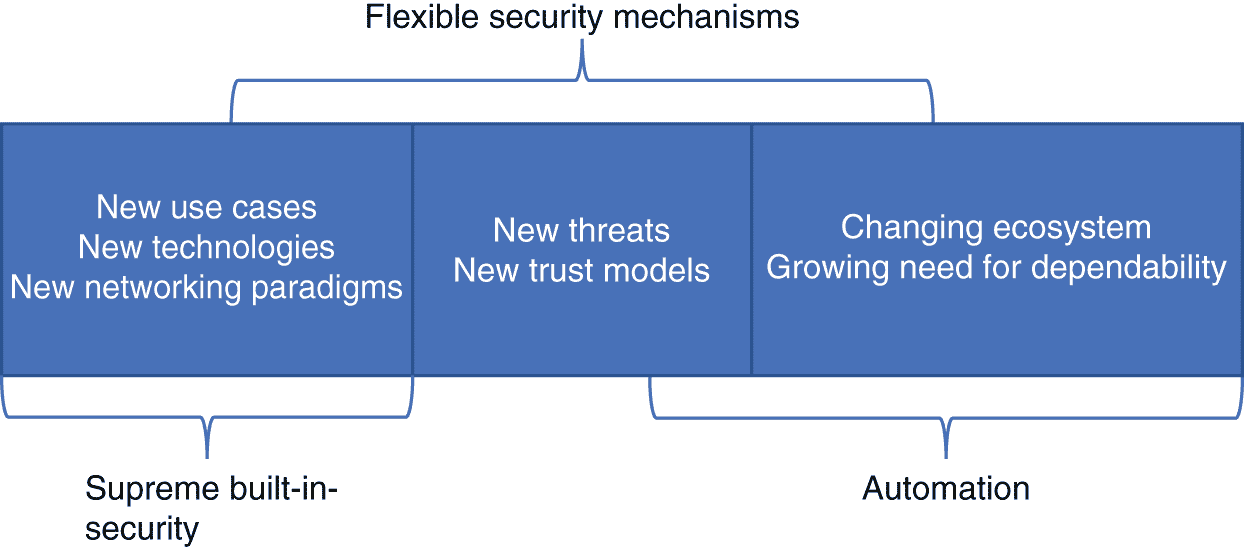 Flexible security mechanisms
New use cases
New technologies
New networking paradigms
New threats
New trust models
Changing ecosystem
Growing need for dependability
Supreme built-in-
security
Automation